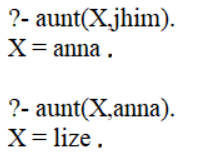 ?- aunt(X,jhim).
X = anna .
?- aunt(X,anna).
X = lize .